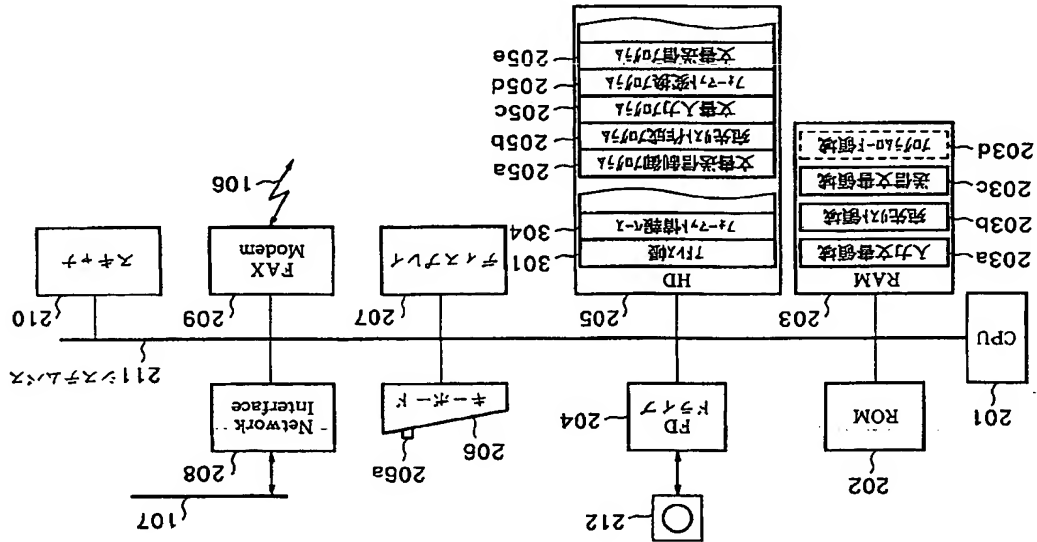 212
107
202
ROM
204
FD
ドライブ
206a
206
キーボード
208
Network
Interface
201
CPU
211システムバス
203
RAM
203a
入力文書領域
203b
宛先リスト領域
203c
送信文書領域
203d
プログラムロード領域
205
HD
301
アドレス帳
304
フォーマット情報ベース
205a
文書送信制御プログラム
205b
宛先リスト作成プログラム
205c
文書入力プログラム
205d
フォーマット変換プログラム
205e
文書送信プログラム
207
ディスプレイ
209
FAX
Modem
106
210
スキャナ